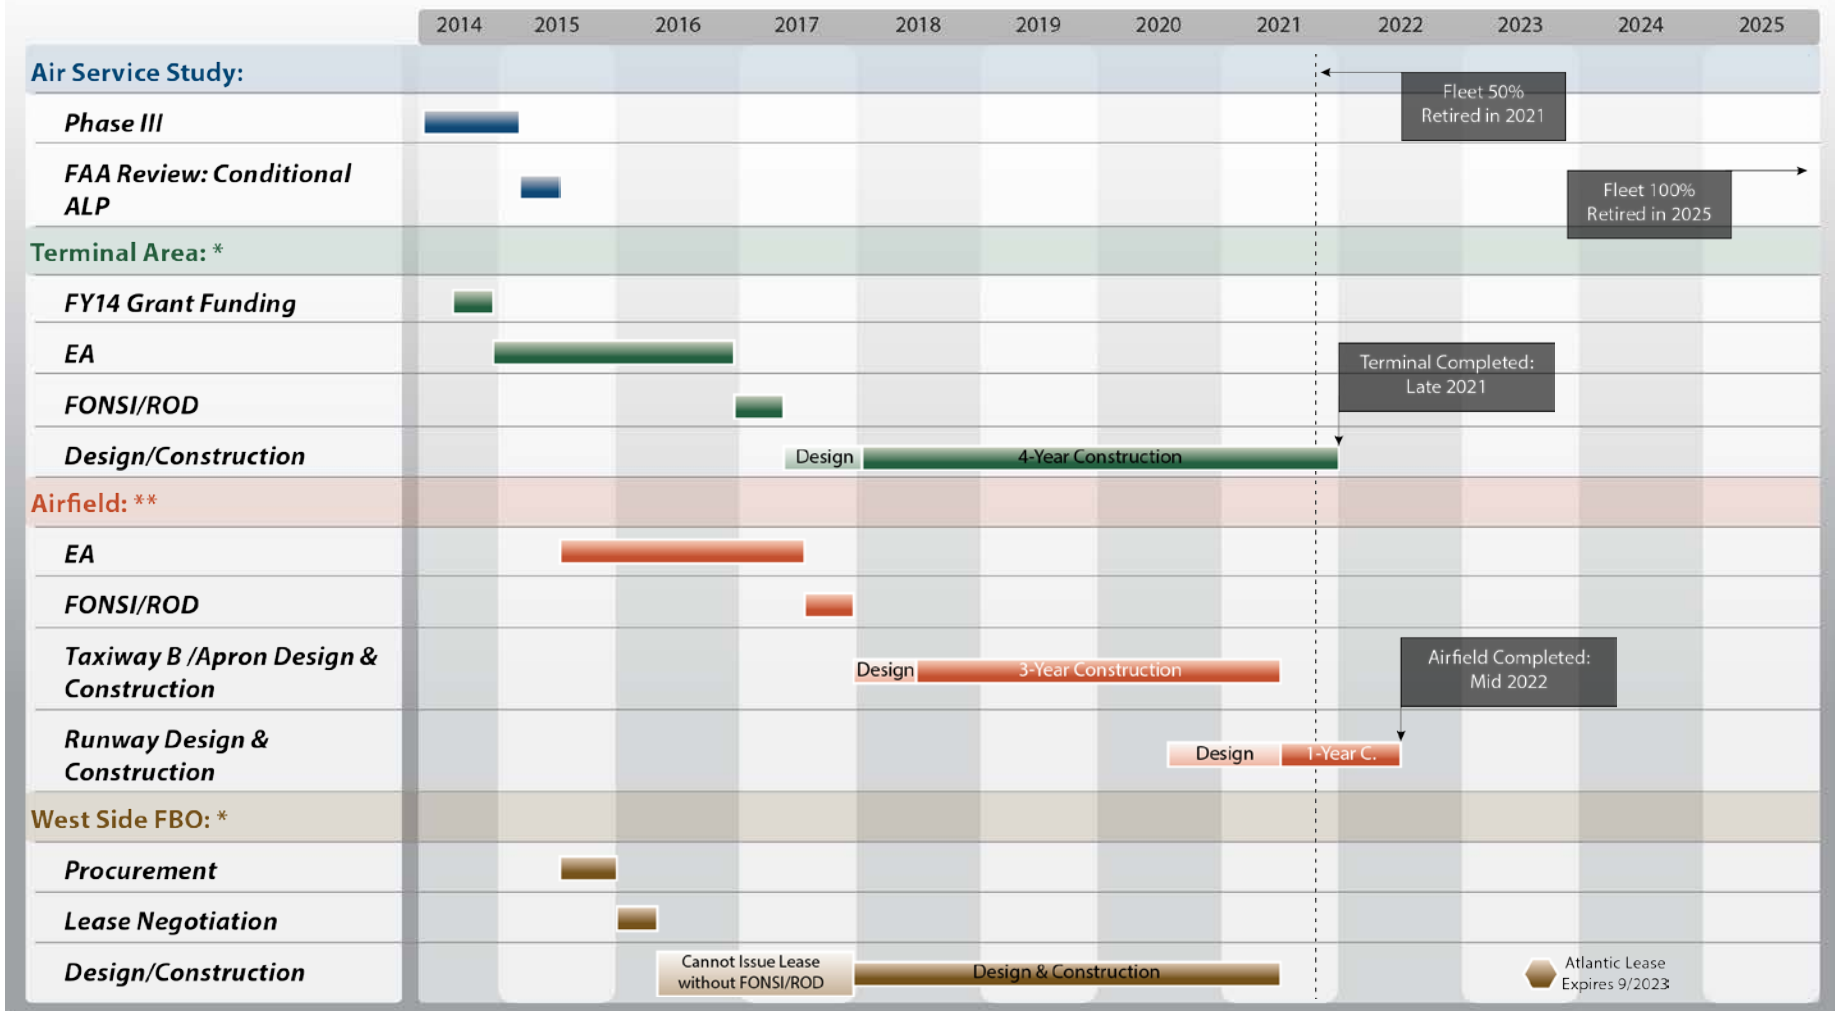 2014 2015 2016 2017 2018 2019 2020 2021 2022 2023 2024 2025
Air Service Study:
Fleet 50%
Retired in 2021
Phase III
FAA Review: Conditional
ALP
Fleet 100%
Retired in 2025
Terminal Area: *
FY14 Grant Funding
EA
Terminal Completed:
Late 2021
FONSI/ROD
Design/Construction
Design
4-Year Construction
Airfield: **
EA
FONSI/ROD
Taxiway B /Apron Design &
Construction
Design
3-Year Construction
Airfield Completed:
Mid 2022
Runway Design &
Construction
Design
1-Year C.
West Side FBO: *
Procurement
Lease Negotiation
Design/Construction
Cannot Issue Lease
without FONSI/ROD
Design & Construction
Atlantic Lease
Expires 9/2023